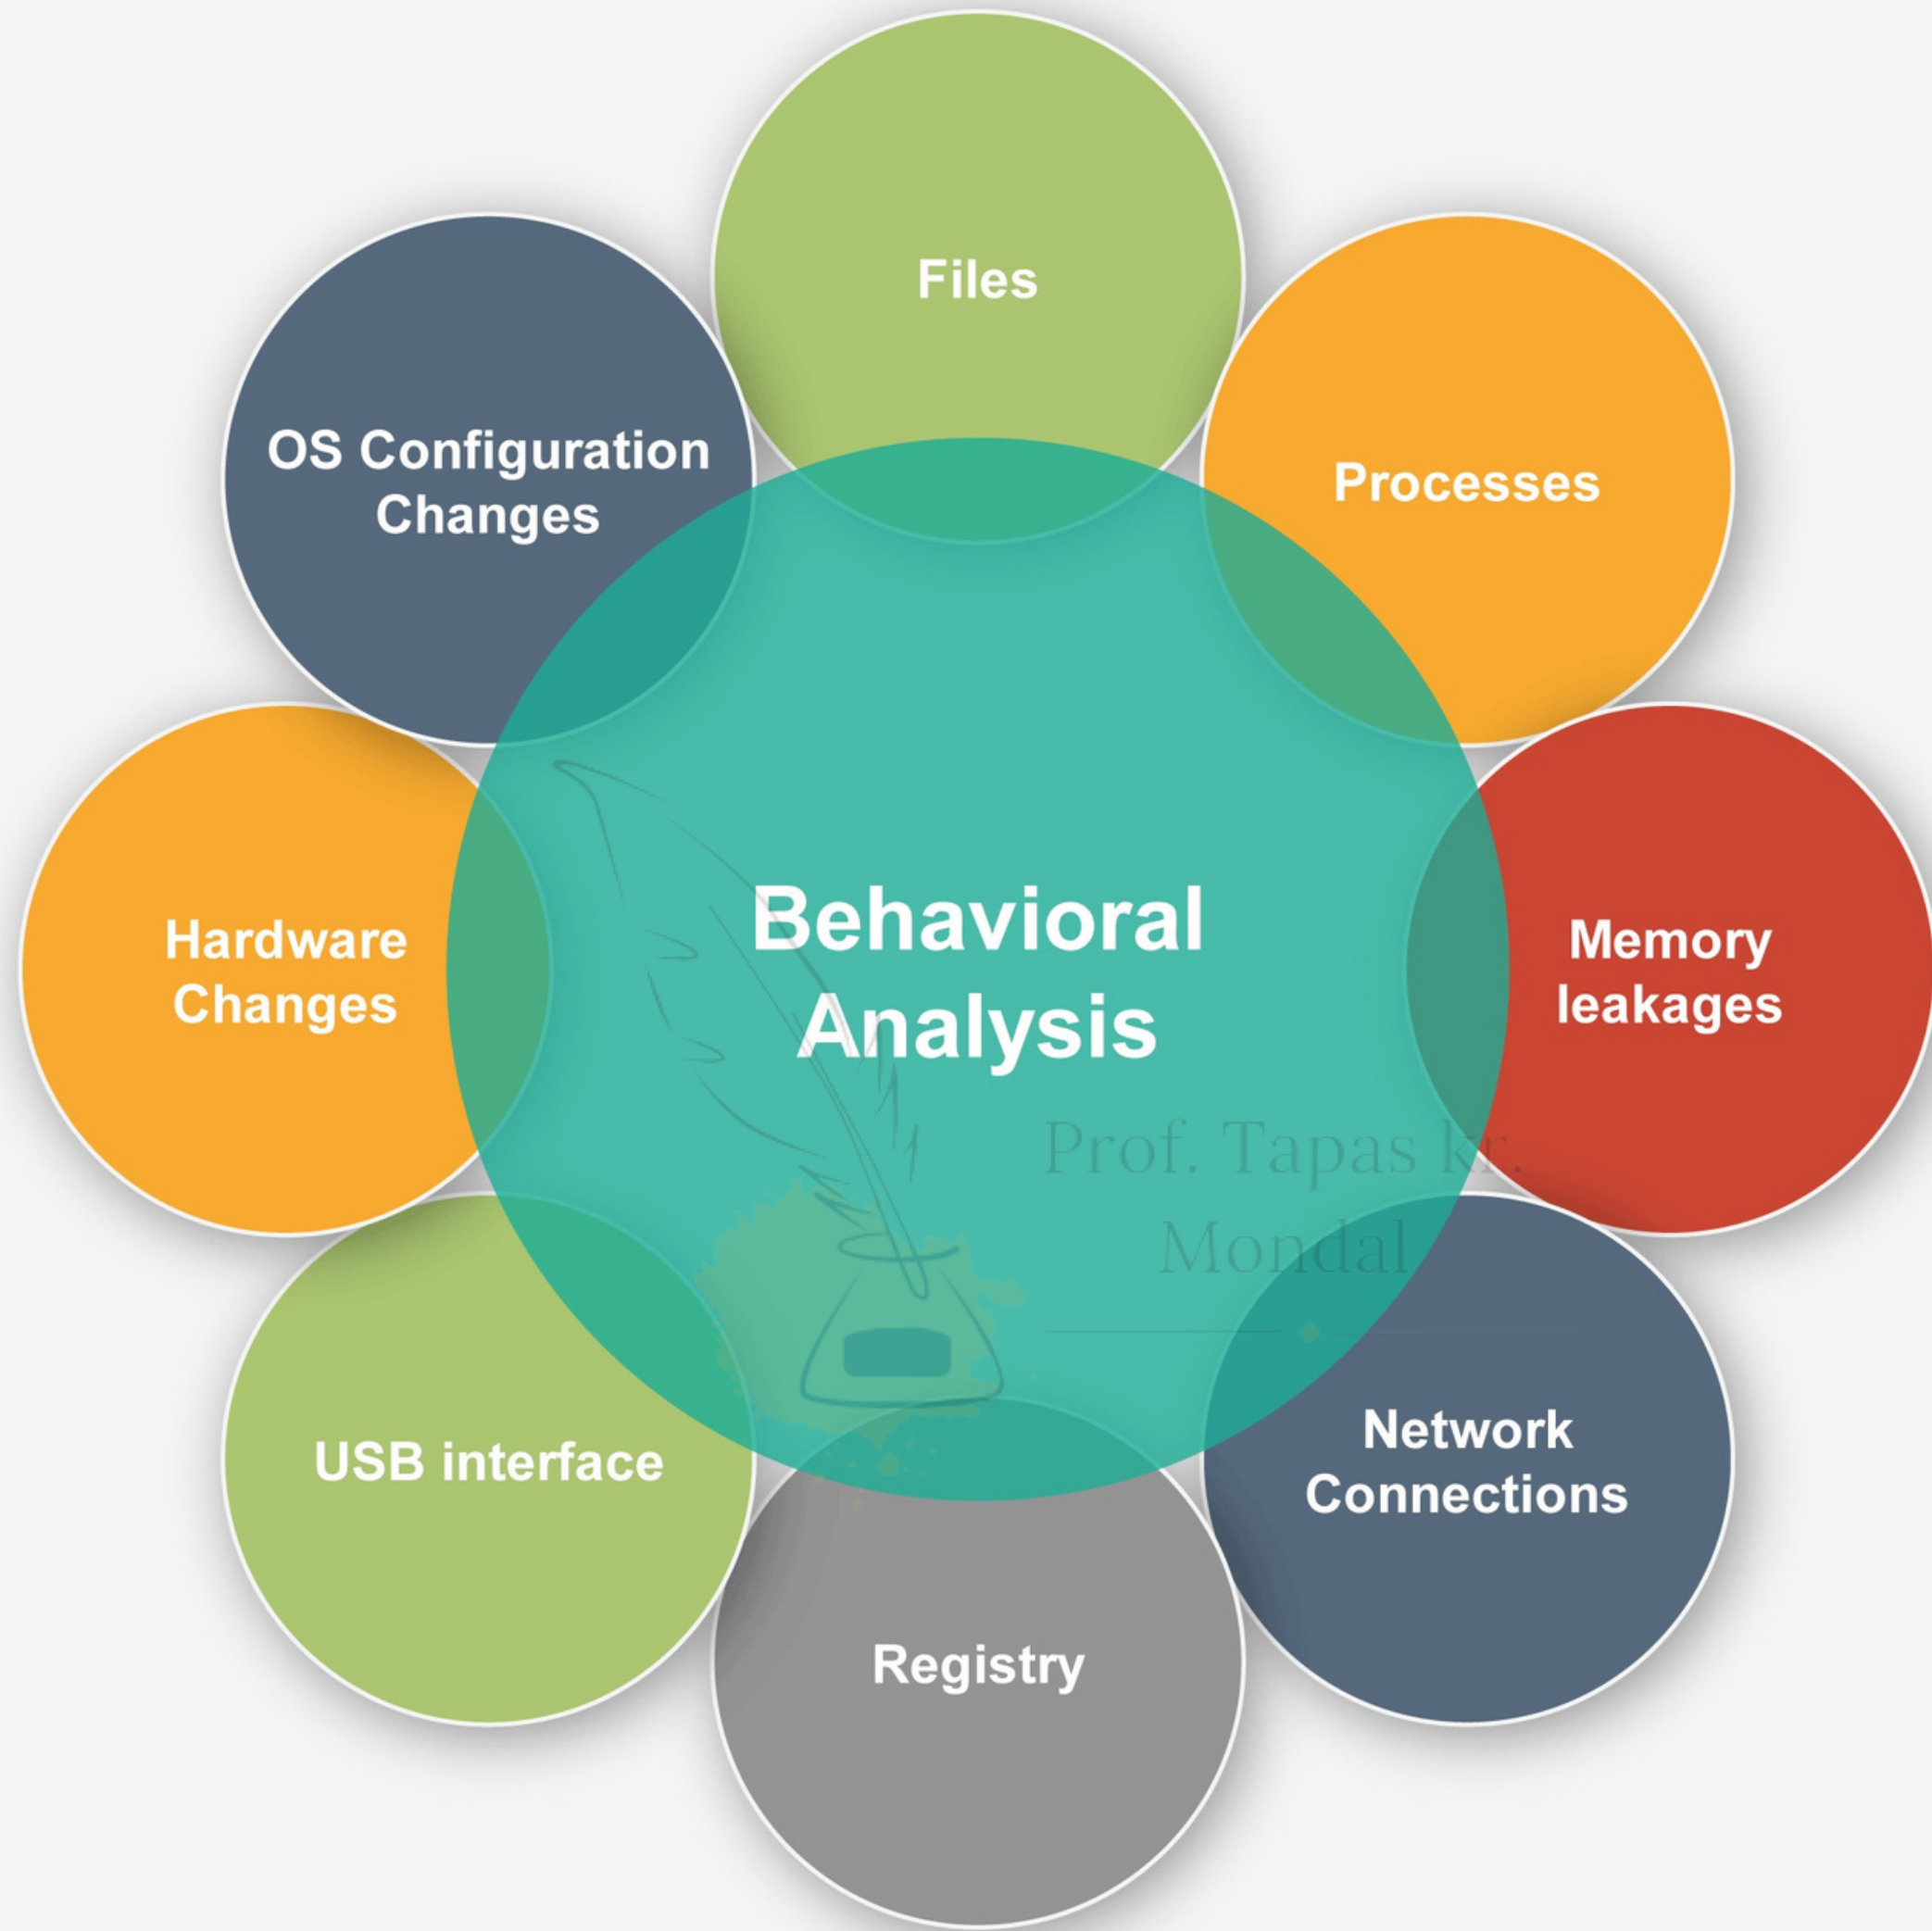 Files
Processes
Memory
leakages
Network
Connections
Registry
USB interface
Hardware
Changes
OS Configuration
Changes
Behavioral
Analysis
Prof. Tapas kr.
Mondal